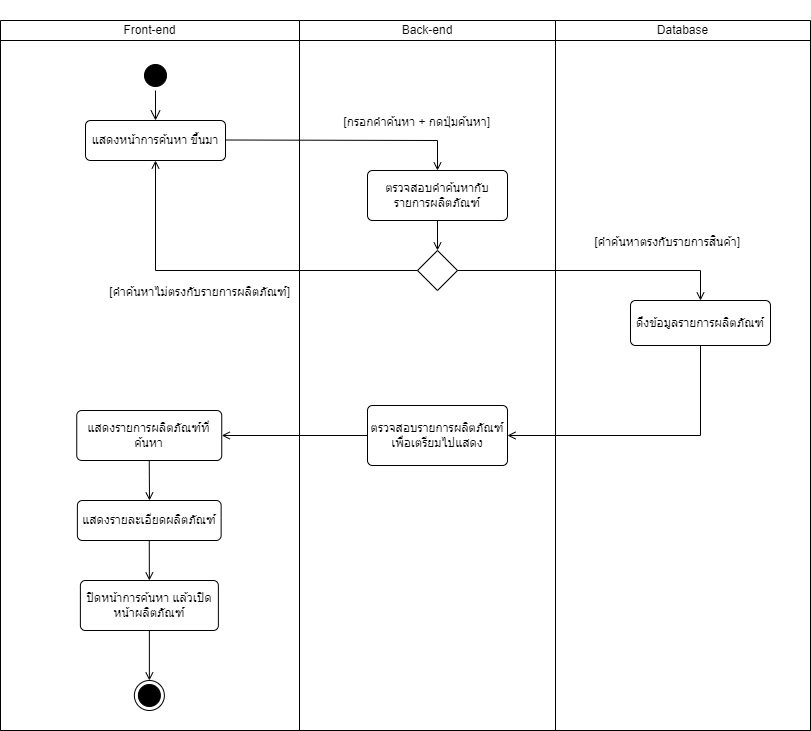 Front-end
Back-end
Database
แสดงหน้าการค้นหา ขึ้นมา
[กรอกคำค้นหา + กดปุ่มค้นหา]
ตรวจสอบคำค้นหากับ
รายการผลิตภัณฑ์
[คำค้นหาตรงกับรายการสินค้า]
[คำค้นหาไม่ตรงกับรายการผลิตภัณฑ์]
ดึงข้อมูลรายการผลิตภัณฑ์
ตรวจสอบรายการผลิตภัณฑ์
เพื่อเตรียมไปแสดง
แสดงรายการผลิตภัณฑ์ที่
ค้นหา
แสดงรายละเอียดผลิตภัณฑ์
ปิดหน้าการค้นหา แล้วเปิด
หน้าผลิตภัณฑ์